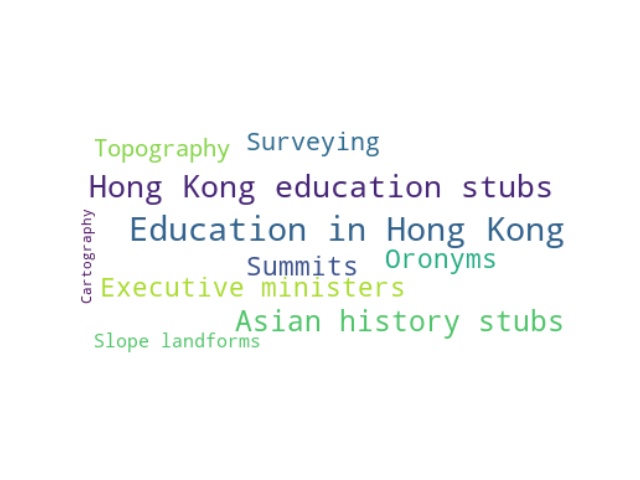 Topography
Surveying
Hong Kong education stubs
Cartography
Education in Hong Kong
Summits
Oronyms
Executive ministers
Asian history stubs
Slope landforms